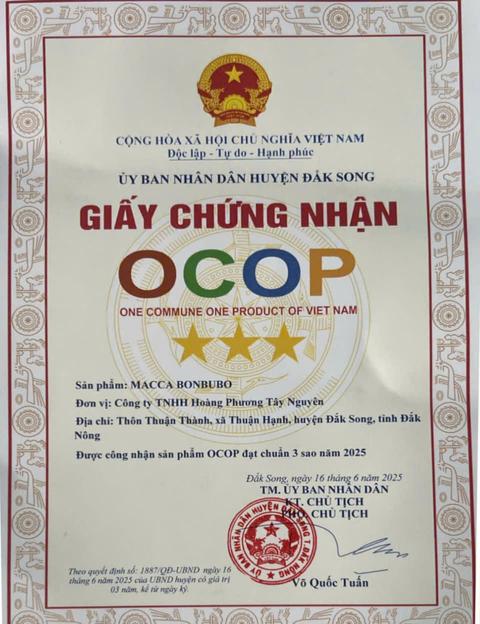 CỘNG HÒA XÃ HỘI CHỦ NGHĨA VIỆT NAM
Độc lập - Tự do - Hạnh phúc
ỦY BAN NHÂN DÂN HUYỆN ĐẮK SONG
GIẤY CHỨNG NHẬN
OCOP
ONE COMMUNE ONE PRODUCT OF VIET NAM
Sản phẩm: MACCA BONBUBO
Đơn vị: Công ty TNHH Hoàng Phương Tây Nguyên
Địa chỉ: Thôn Thuận Thành, xã Thuận Hạnh, huyện Đắk Song, tỉnh Đắk
Nông
Được công nhận sản phẩm OCOP đạt chuẩn 3 sao năm 2025
Đắk Song, ngày 16 tháng 6 năm 2025
TM. ỦY BAN NHÂN DÂN
KT. CHỦ TỊCH
PHÓ CHỦ TỊCH
Theo quyết định số: 1887/QĐ-UBND ngày 16
tháng 6 năm 2025 của UBND huyện có giá trị
03 năm, kể từ ngày ký.
Võ Quốc Tuấn